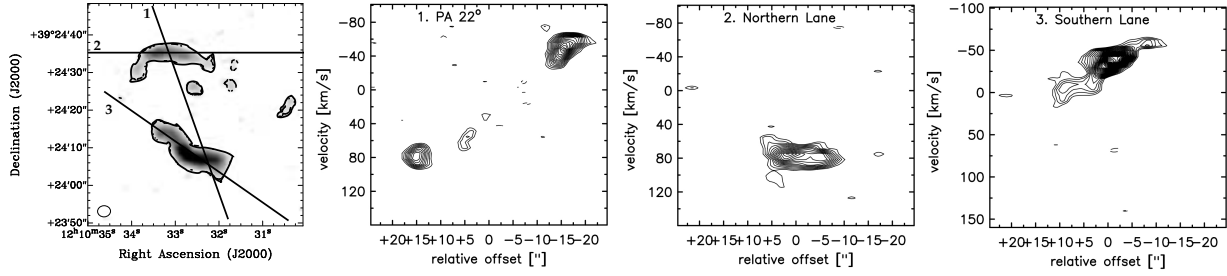 1
2
3
+39°24'40"
+24'30"
+24'20"
+24'10"
+24'00"
+23'50"
12ʰ10ᵐ35ˢ 34ˢ 33ˢ 32ˢ 31ˢ
Declination (J2000)
Right Ascension (J2000)
1. PA 22°
-80
-40
0
40
80
120
velocity [km/s]
+20+15+10+5 0 -5-10-15-20
relative offset ["]
2. Northern Lane
-80
-40
0
40
80
120
velocity [km/s]
+20+15+10+5 0 -5-10-15-20
relative offset ["]
3. Southern Lane
-100
-50
0
50
100
150
velocity [km/s]
+20+15+10+5 0 -5-10-15-20
relative offset ["]